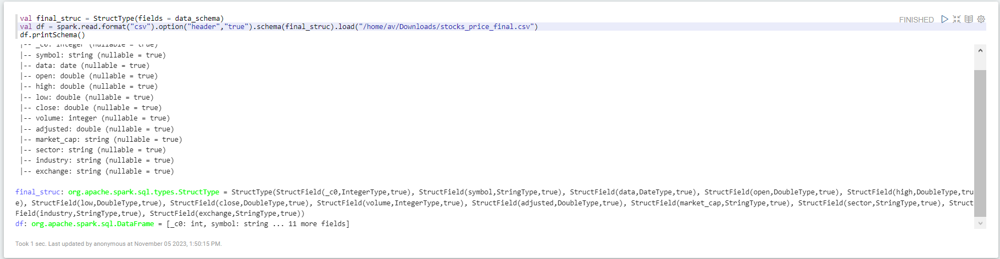 val final_struc = StructType(fields = data_schema)
FINISHED
val df = spark.read.format("csv").option("header","true").schema(final_struc).load("/home/av/Downloads/stocks_price_final.csv")
df.printSchema()
|-- _c0: integer (nullable = true)
|-- symbol: string (nullable = true)
|-- data: date (nullable = true)
|-- open: double (nullable = true)
|-- high: double (nullable = true)
|-- low: double (nullable = true)
|-- close: double (nullable = true)
|-- volume: integer (nullable = true)
|-- adjusted: double (nullable = true)
|-- market_cap: string (nullable = true)
|-- sector: string (nullable = true)
|-- industry: string (nullable = true)
|-- exchange: string (nullable = true)
final_struc: org.apache.spark.sql.types.StructType = StructType(StructField(_c0,IntegerType,true), StructField(symbol,StringType,true), StructField(data,DateType,true), StructField(open,DoubleType,true), StructField(high,DoubleType,tru
e), StructField(low,DoubleType,true), StructField(close,DoubleType,true), StructField(volume,IntegerType,true), StructField(adjusted,DoubleType,true), StructField(market_cap,StringType,true), StructField(sector,StringType,true), Struct
Field(industry,StringType,true), StructField(exchange,StringType,true))
df: org.apache.spark.sql.DataFrame = [_c0: int, symbol: string ... 11 more fields]
Took 1 sec. Last updated by anonymous at November 05 2023, 1:50:15 PM.